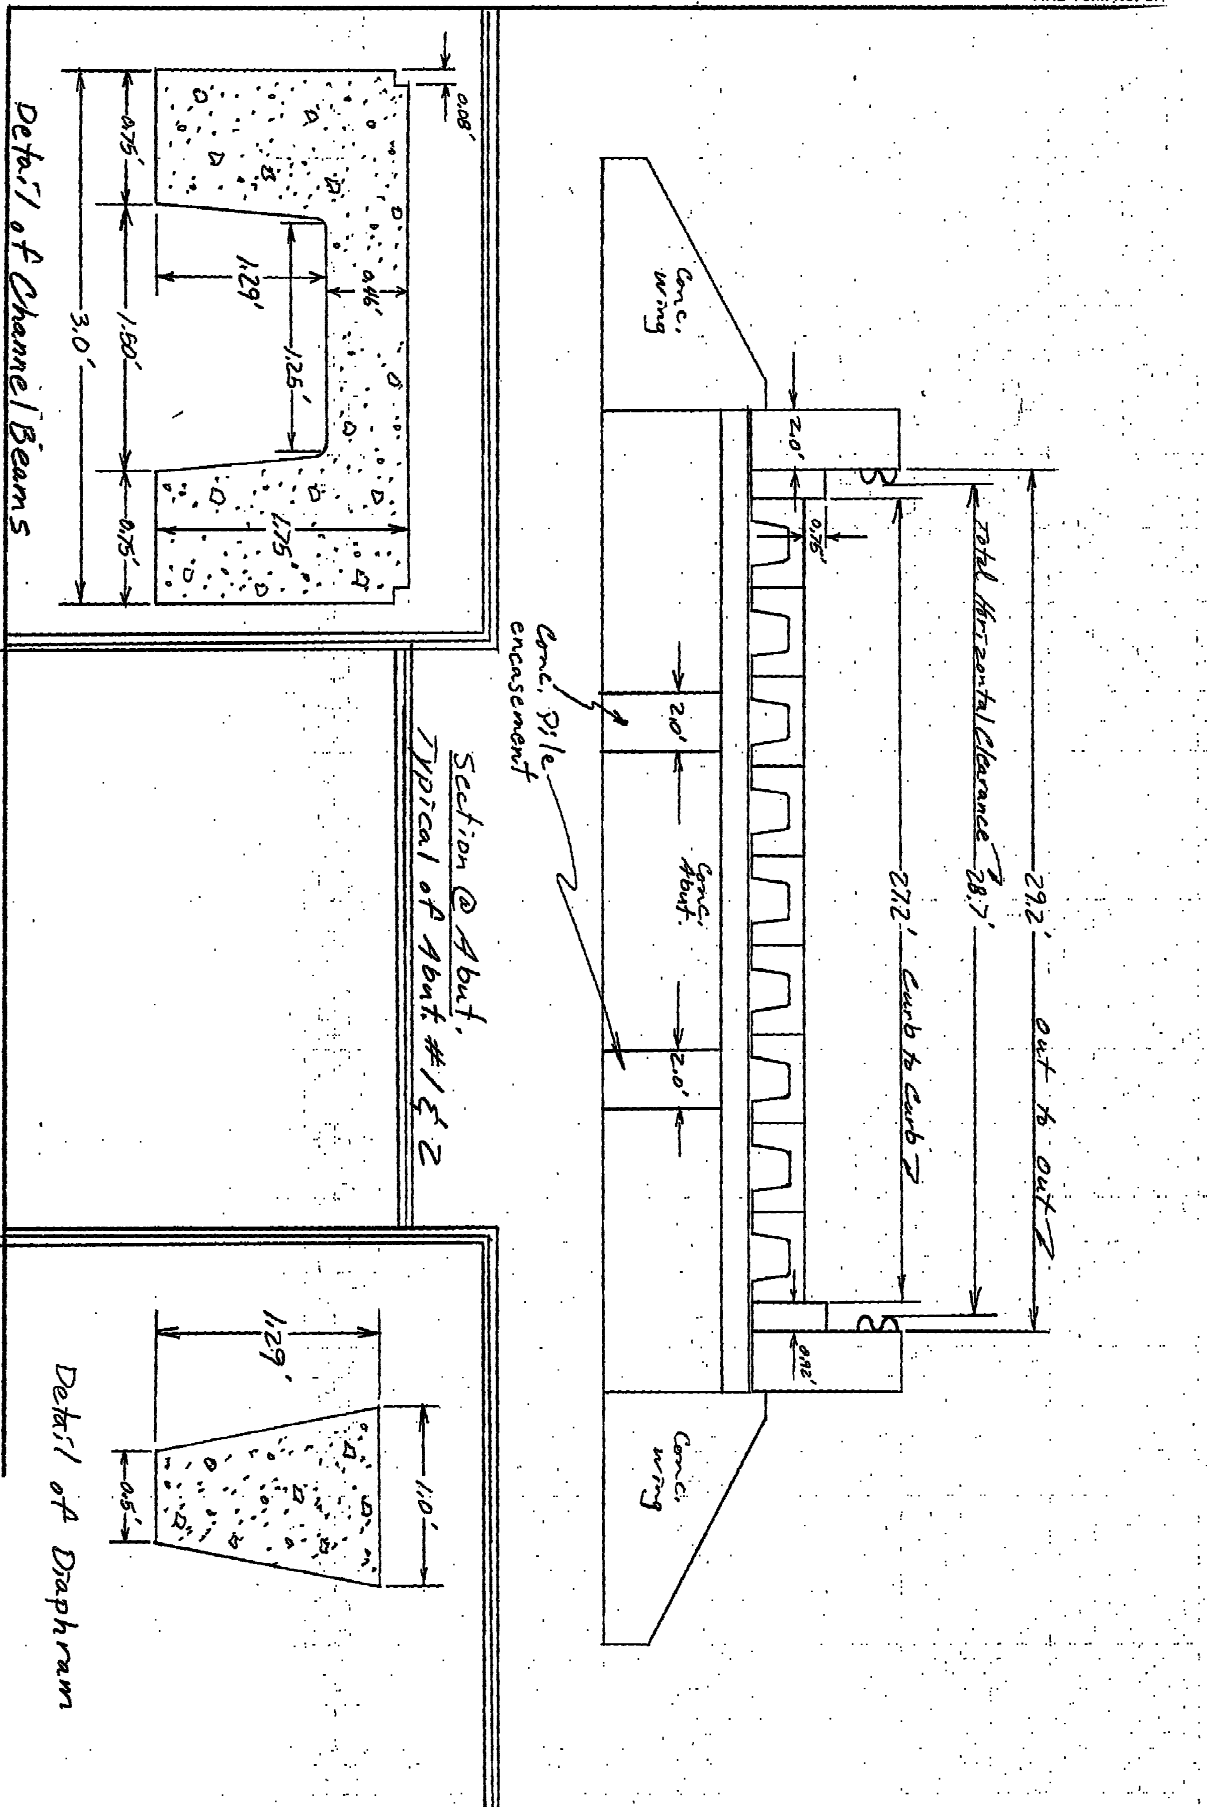 29.2' out to out
Total Horizontal Clearance 28.7'
27.2' Curb to Curb
2.0'
0.75'
0.92'
Conc.
Wing
Conc.
Wing
2.0'
Conc.
Abut.
2.0'
Conc. Pile
encasement
Section @ Abut.
Typical of Abut. #1 & 2
0.08'
0.46'
1.25'
1.29'
1.75'
0.75'
1.50'
0.75'
3.0'
Detail of Channel Beams
1.0'
1.29'
0.5'
Detail of Diaphram